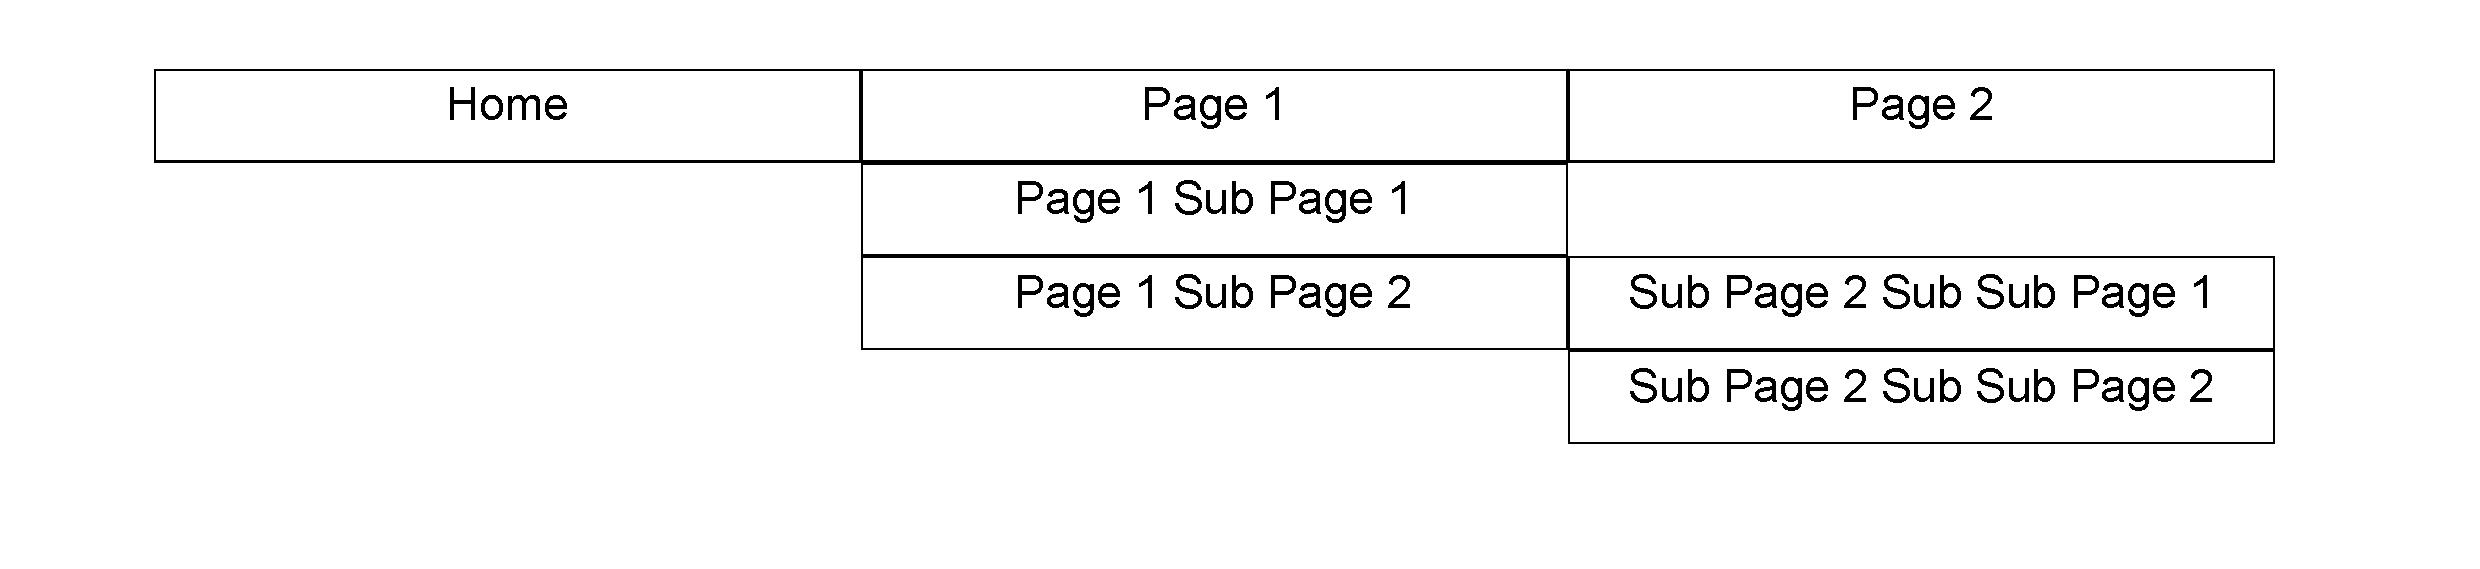 Home
Page 1
Page 2
Page 1 Sub Page 1
Page 1 Sub Page 2
Sub Page 2 Sub Sub Page 1
Sub Page 2 Sub Sub Page 2